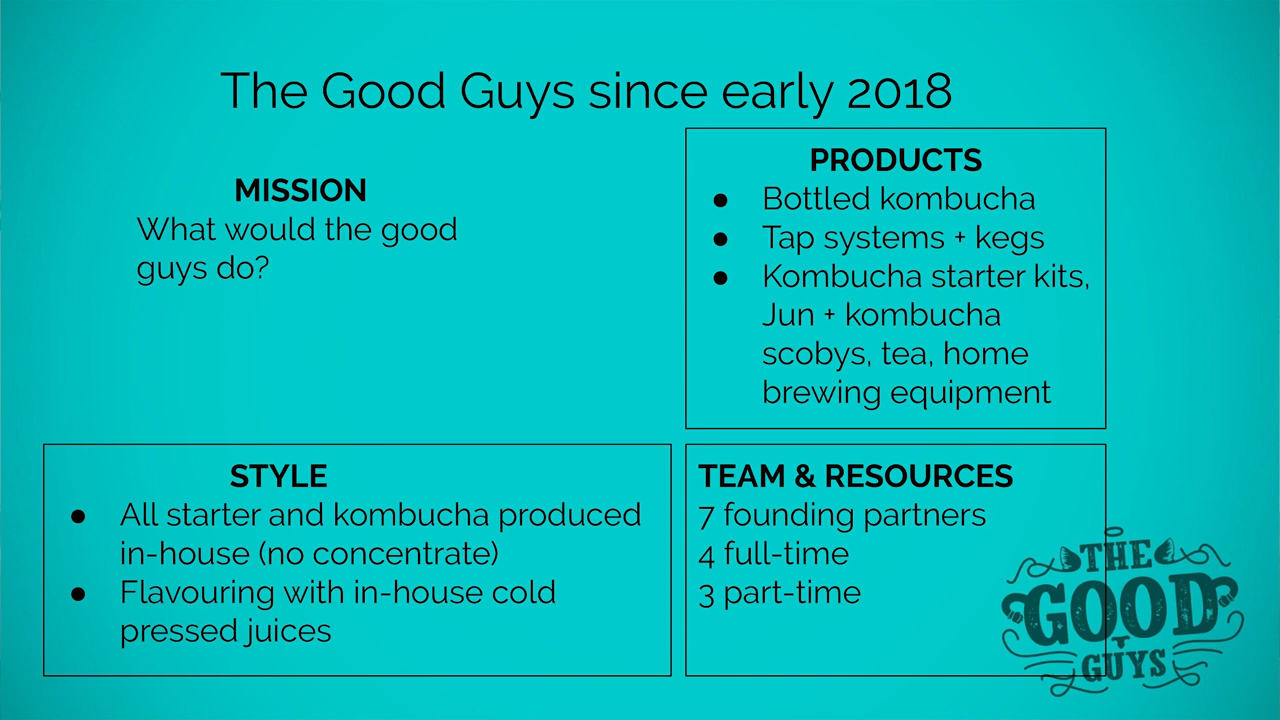 The Good Guys since early 2018
MISSION
What would the good
guys do?
PRODUCTS
● Bottled kombucha
● Tap systems + kegs
● Kombucha starter kits,
Jun + kombucha
scobys, tea, home
brewing equipment
STYLE
● All starter and kombucha produced
in-house (no concentrate)
● Flavouring with in-house cold
pressed juices
TEAM & RESOURCES
7 founding partners
4 full-time
3 part-time
THE
GOOD
GUYS